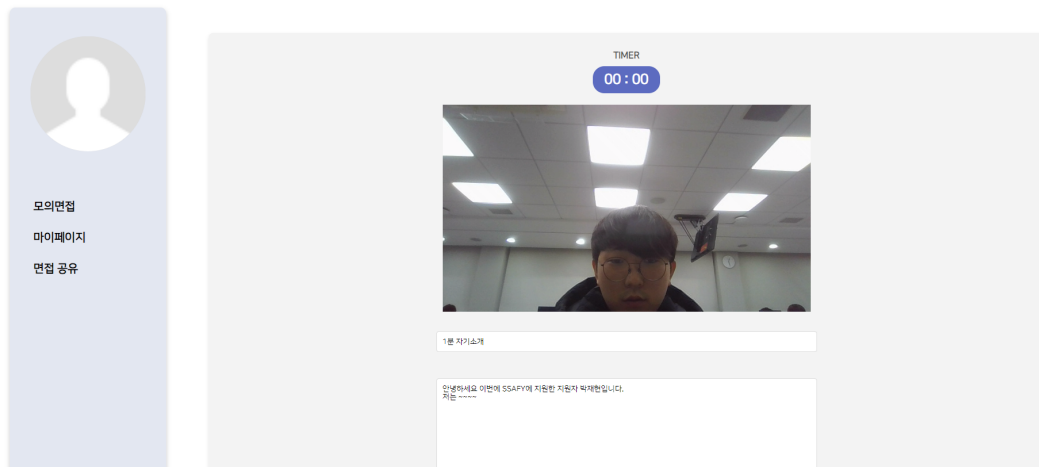 모의면접
마이페이지
면접 공유
TIMER
00 : 00
1분 자기소개
안녕하세요 이번에 SSAFY에 지원한 지원자 박재현입니다.
저는 ~~~~